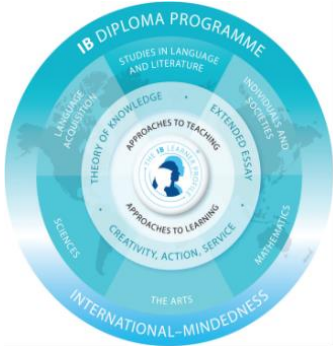 IB DIPLOMA PROGRAMME
STUDIES IN LANGUAGE
AND LITERATURE
LANGUAGE
ACQUISITION
INDIVIDUALS AND
SOCIETIES
THEORY OF KNOWLEDGE
EXTENDED ESSAY
APPROACHES TO TEACHING
THE IB LEARNER PROFILE
APPROACHES TO LEARNING
CREATIVITY, ACTION, SERVICE
SCIENCES
MATHEMATICS
THE ARTS
INTERNATIONAL-MINDEDNESS